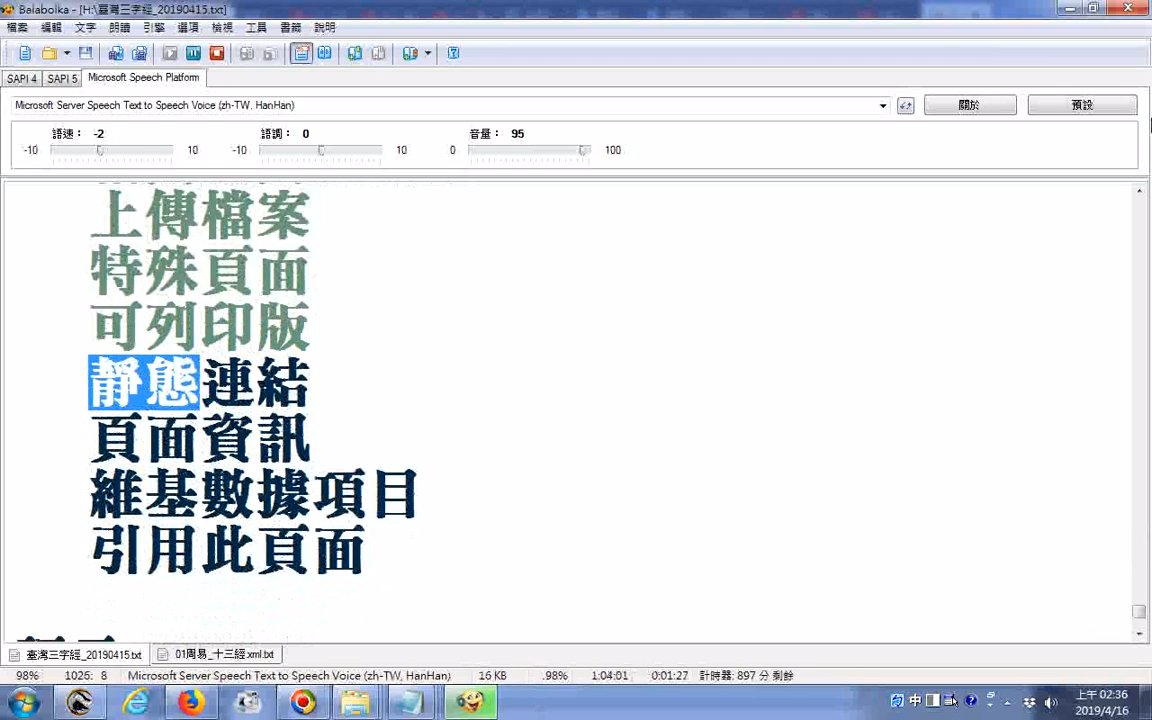 Balabolka - [H:\臺灣三字經_20190415.txt]
檔案 編輯 文字 朗讀 引擎 選項 檢視 工具 書籤 說明
SAPI 4 SAPI 5 Microsoft Speech Platform
Microsoft Server Speech Text to Speech Voice (zh-TW, HanHan) 關於 預設
語速： -2 語調： 0 音量： 95
-10 10 -10 10 0 100
上傳檔案
特殊頁面
可列印版
靜態連結
頁面資訊
維基數據項目
引用此頁面
臺灣三字經_20190415.txt 01周易_十三經.xml.txt
98% 1025: 8 Microsoft Server Speech Text to Speech Voice (zh-TW, HanHan) 16 KB .98% 1:04:01 0:01:27 計時器: 897 分 剩餘
中 上午 02:36
2019/4/16